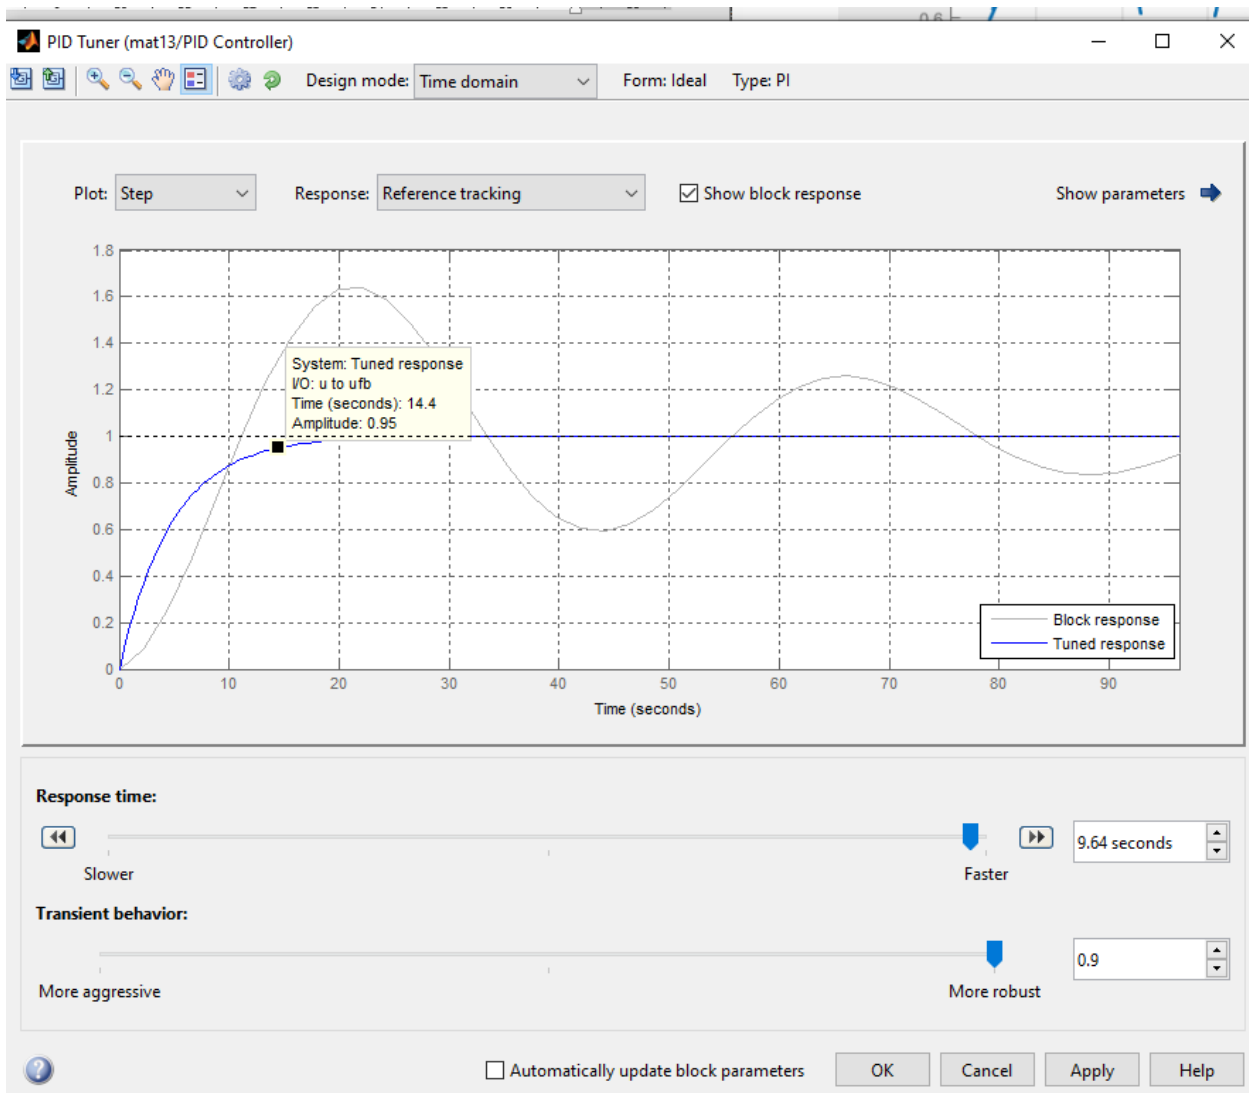 0.6
PID Tuner (mat13/PID Controller)
Design mode: Time domain Form: Ideal Type: PI
Plot: Step Response: Reference tracking Show block response Show parameters
1.8
1.6
1.4
1.2
1
0.8
0.6
0.4
0.2
0
Amplitude
System: Tuned response
I/O: u to ufb
Time (seconds): 14.4
Amplitude: 0.95
Block response
Tuned response
0 10 20 30 40 50 60 70 80 90
Time (seconds)
Response time:
9.64 seconds
Slower Faster
Transient behavior:
0.9
More aggressive More robust
? Automatically update block parameters OK Cancel Apply Help